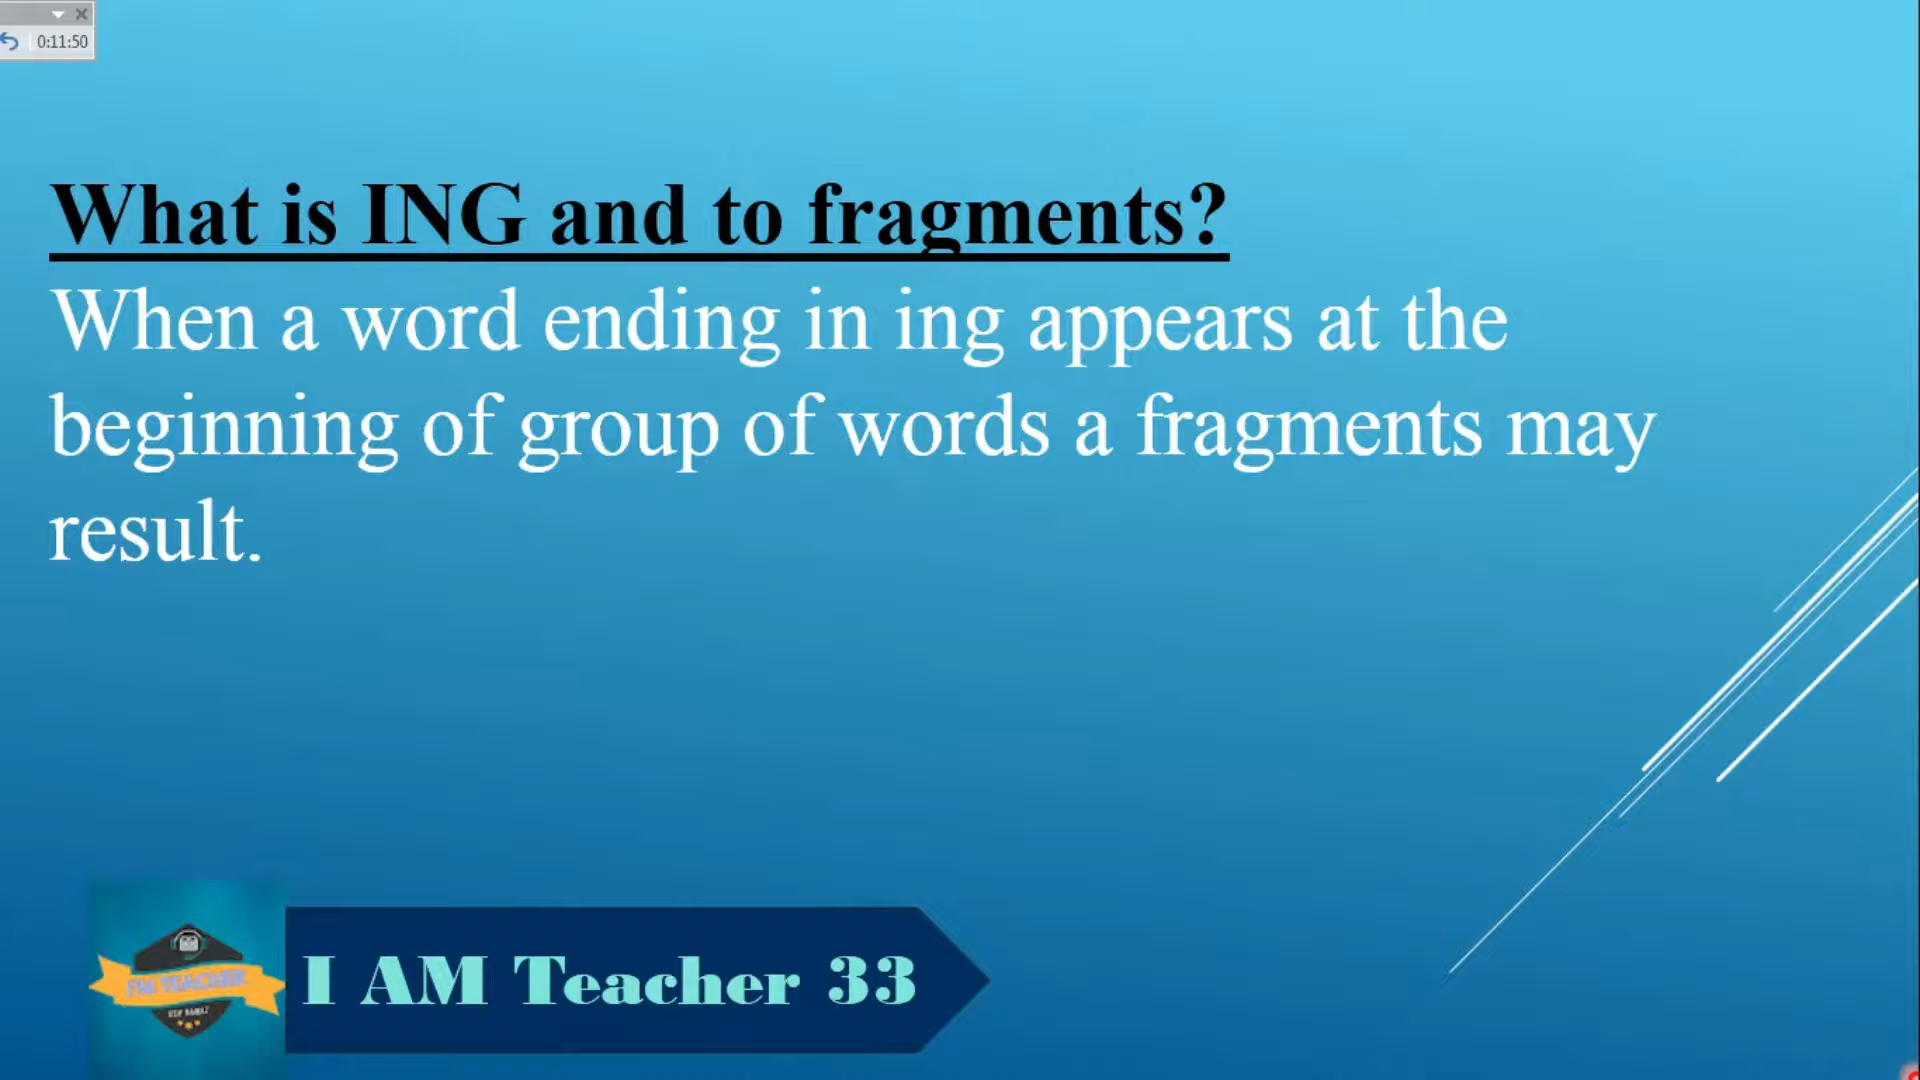 0:11:50
What is ING and to fragments?
When a word ending in ing appears at the
beginning of group of words a fragments may
result.
I AM Teacher 33